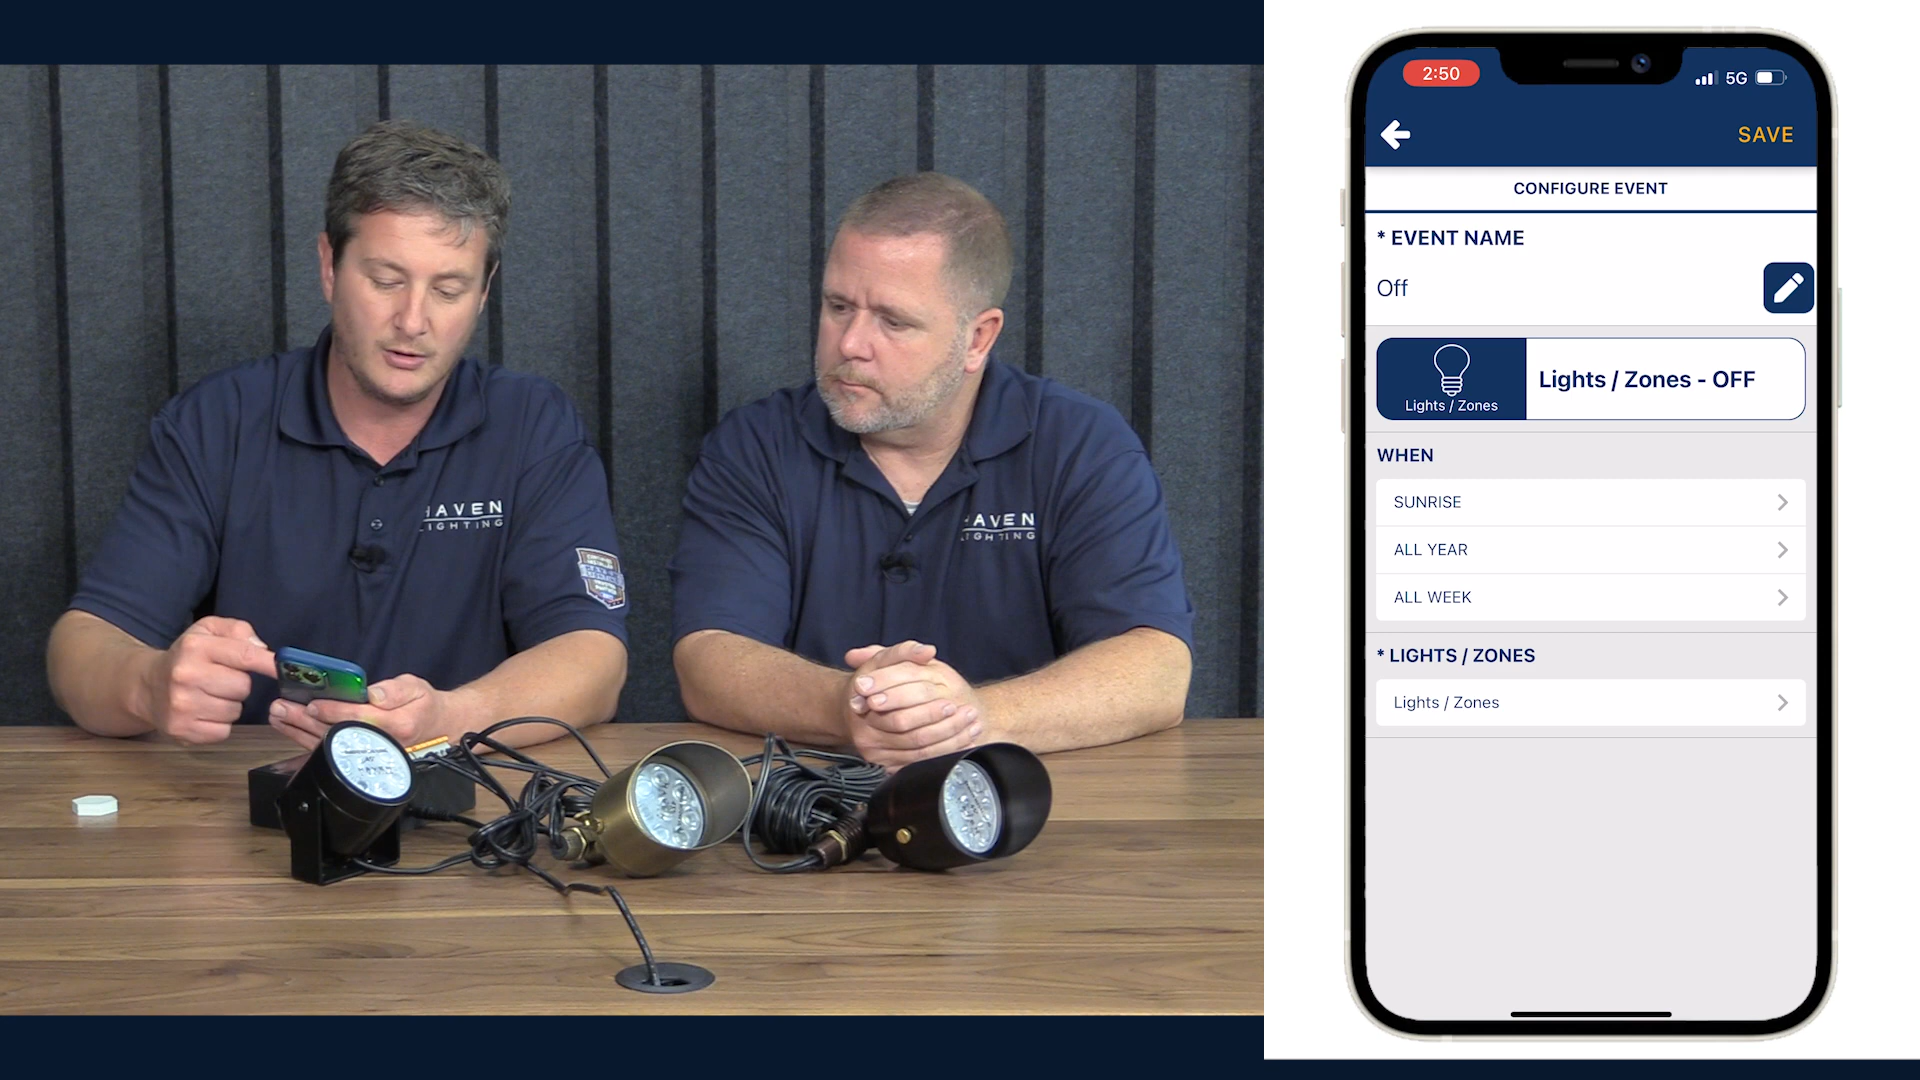 HAVEN
LIGHTING
HAVEN
LIGHTING
2:50
5G
SAVE
CONFIGURE EVENT
* EVENT NAME
Off
Lights / Zones
Lights / Zones - OFF
WHEN
SUNRISE
ALL YEAR
ALL WEEK
* LIGHTS / ZONES
Lights / Zones